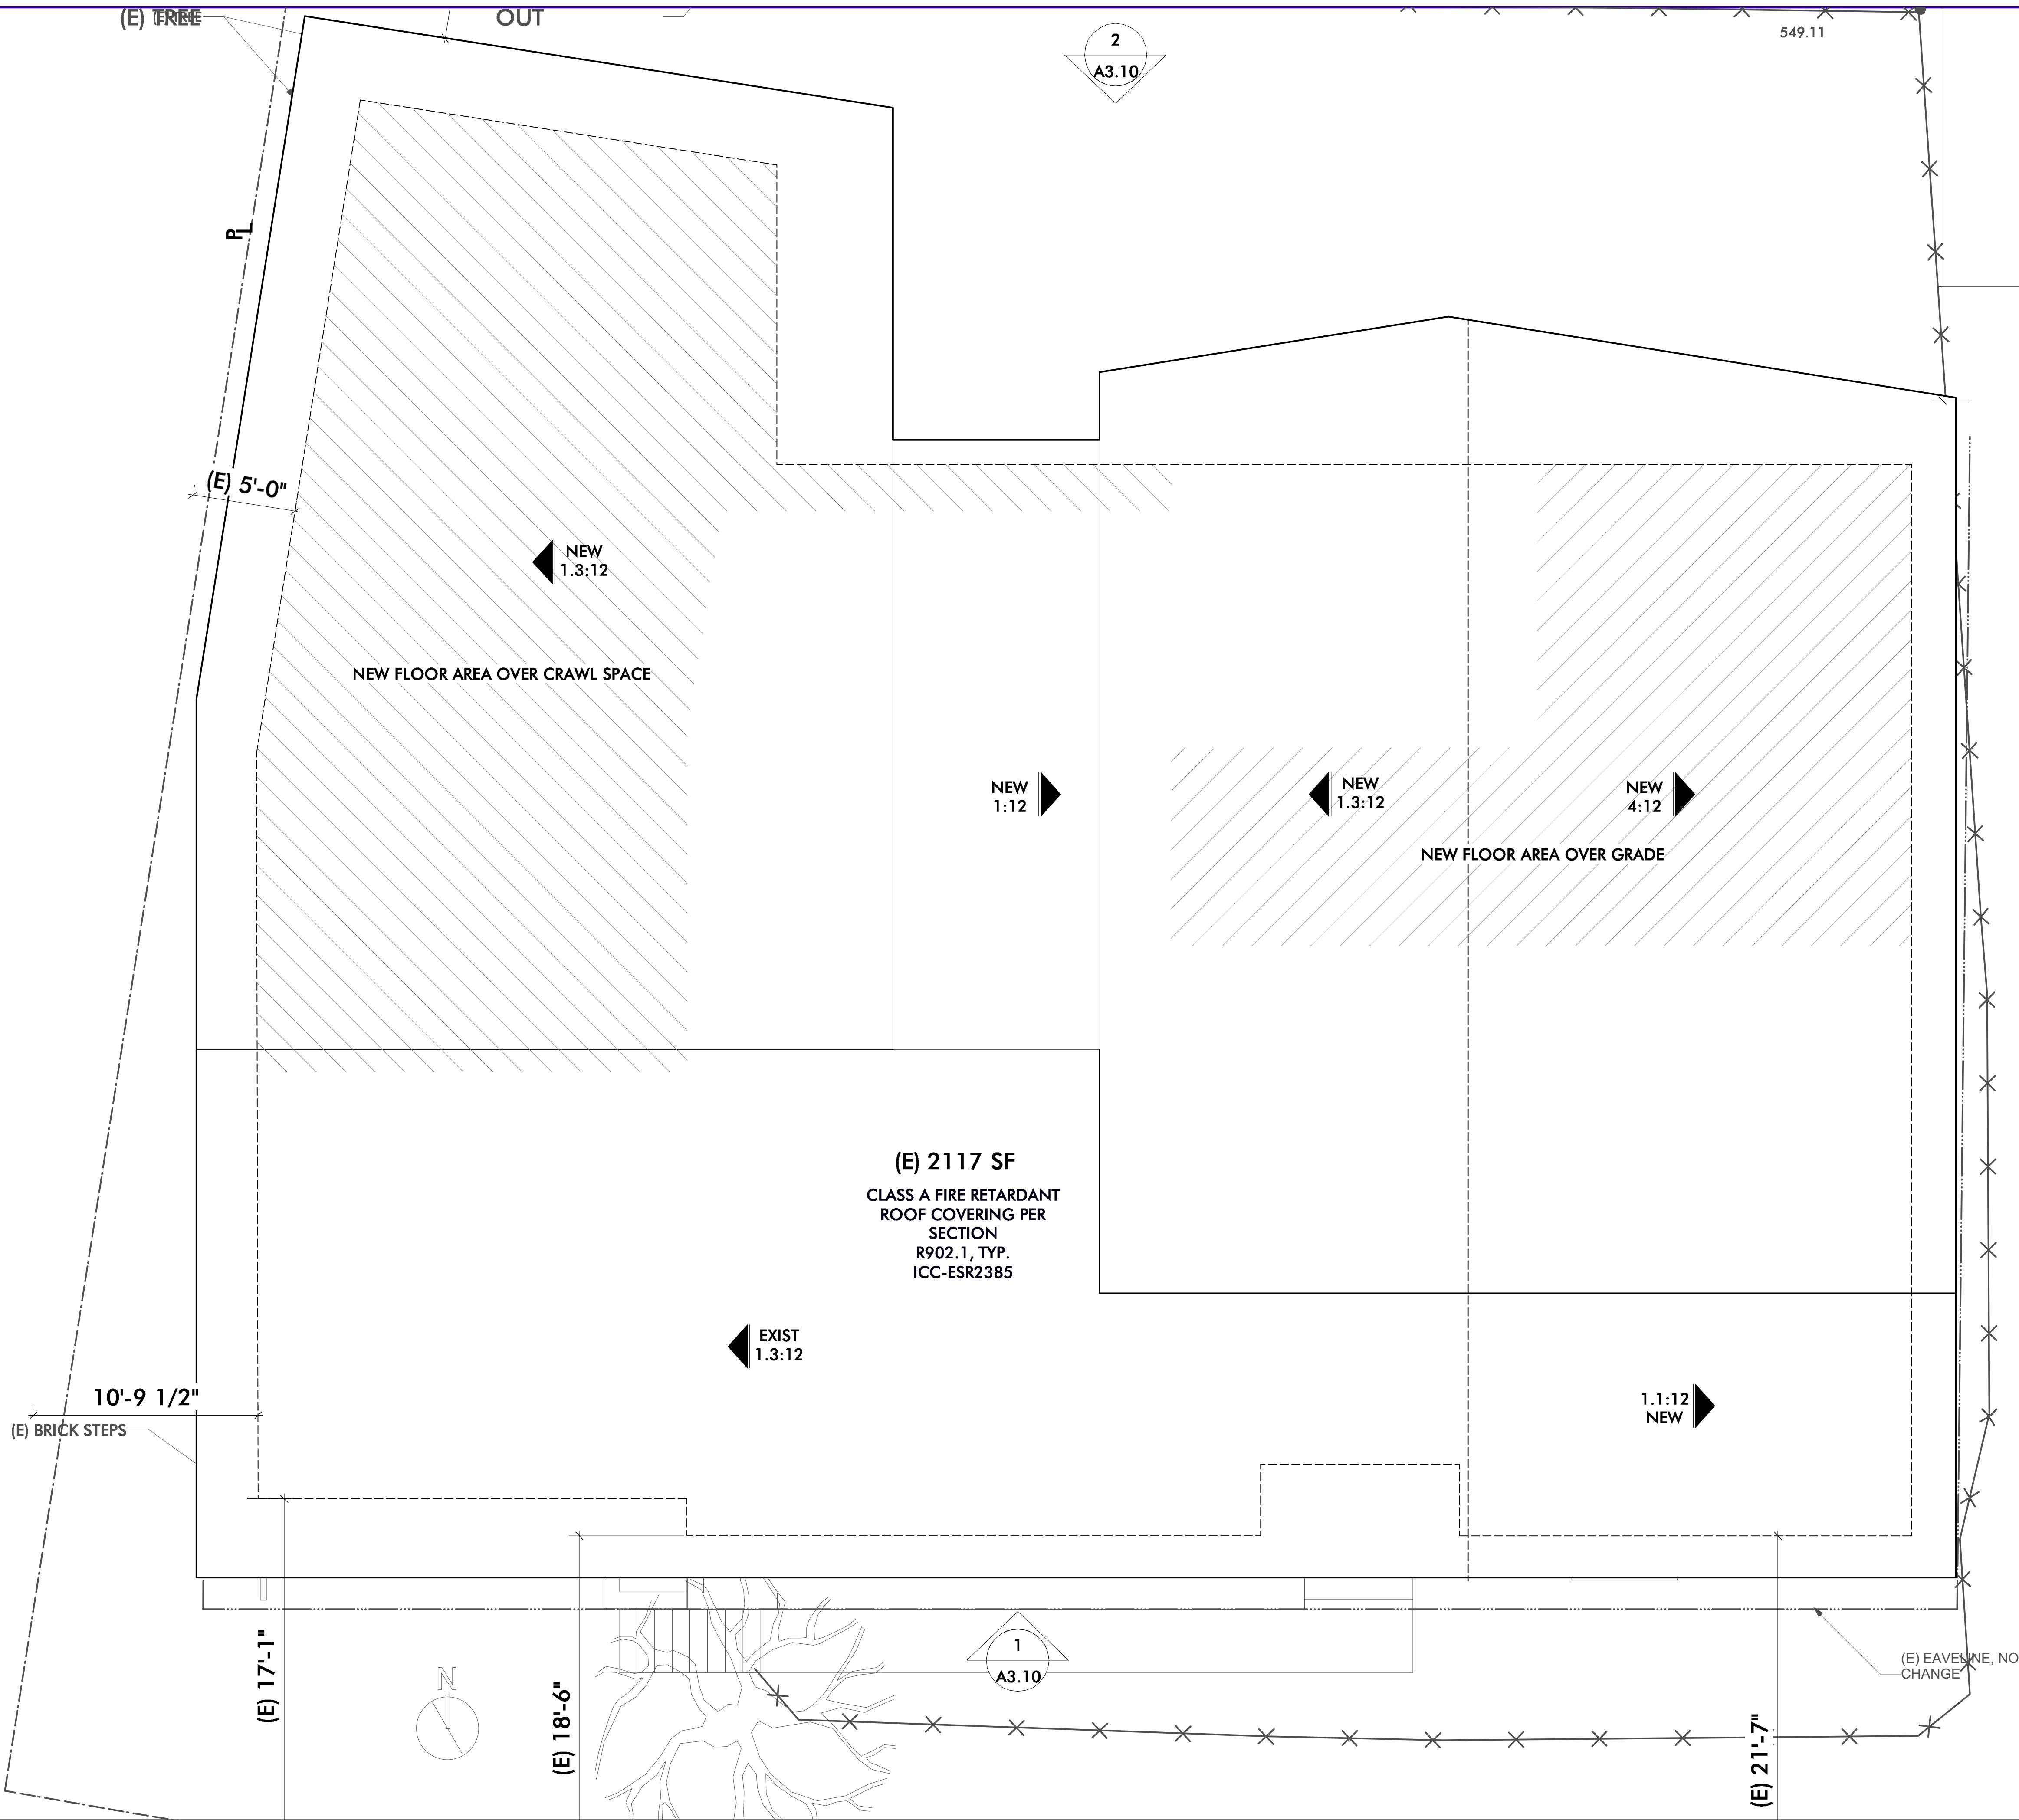 (E) TREE
OUT
2
A3.10
549.11
PL
(E) 5'-0"
NEW
1.3:12
NEW FLOOR AREA OVER CRAWL SPACE
NEW
1:12
NEW
1.3:12
NEW
4:12
NEW FLOOR AREA OVER GRADE
(E) 2117 SF
CLASS A FIRE RETARDANT
ROOF COVERING PER
SECTION
R902.1, TYP.
ICC-ESR2385
EXIST
1.3:12
10'-9 1/2"
(E) BRICK STEPS
1.1:12
NEW
(E) 17'-1"
N
(E) 18'-6"
1
A3.10
(E) EAVELINE, NO
CHANGE
(E) 21'-7"